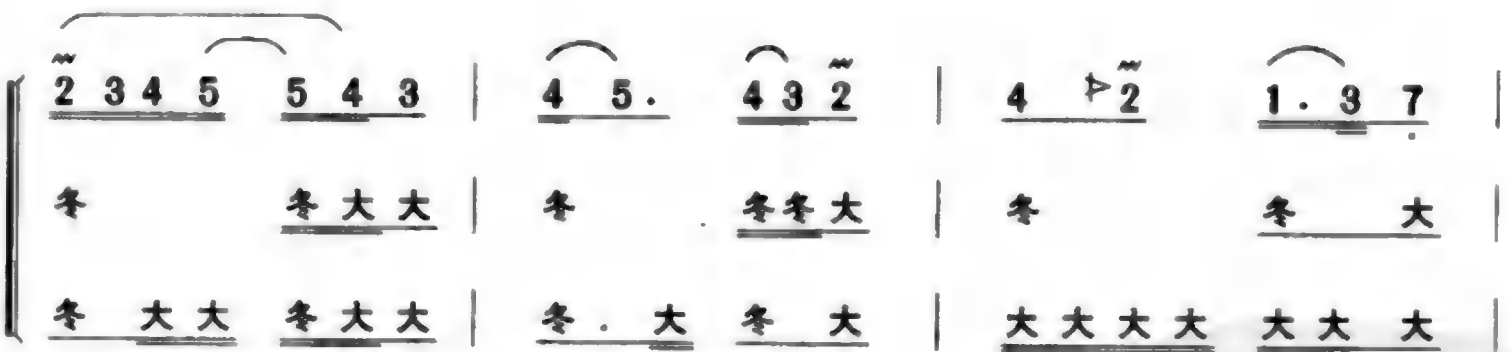 2 3 4 5 5 4 3 | 4 5. 4 3 2 | 4 2 1. 3 7 |
冬 冬大大 | 冬 冬冬大 | 冬 冬 大 |
冬 大大 冬大大 | 冬. 大 冬 大 | 大大大大 大大 大 |